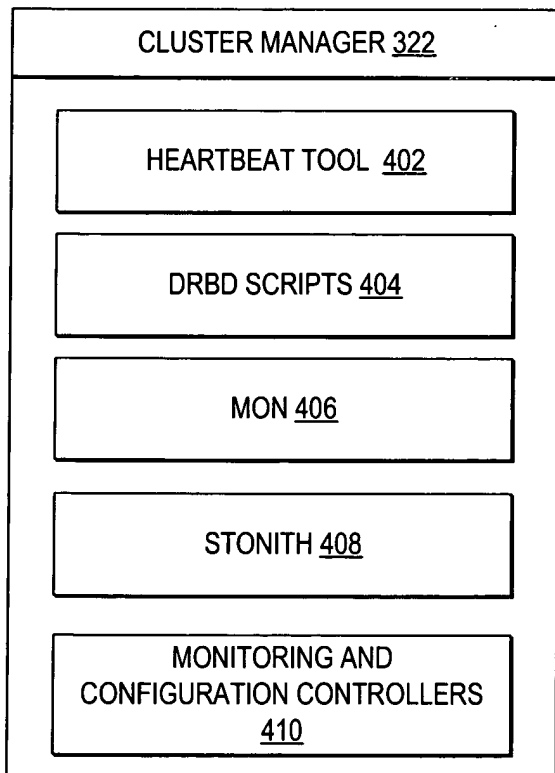 CLUSTER MANAGER 322
HEARTBEAT TOOL 402
DRBD SCRIPTS 404
MON 406
STONITH 408
MONITORING AND
CONFIGURATION CONTROLLERS
410